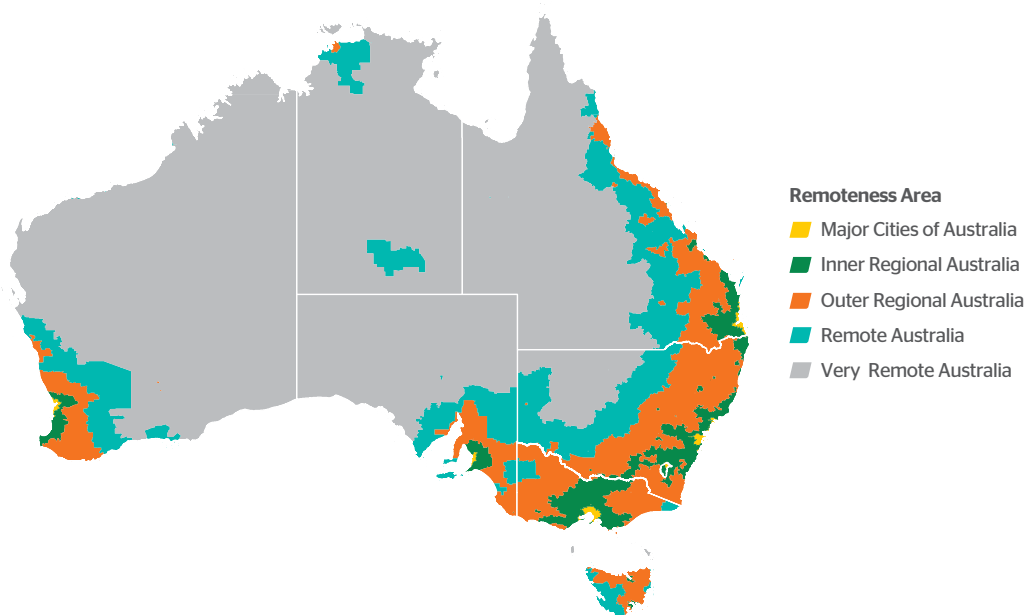 Remoteness Area
Major Cities of Australia
Inner Regional Australia
Outer Regional Australia
Remote Australia
Very Remote Australia